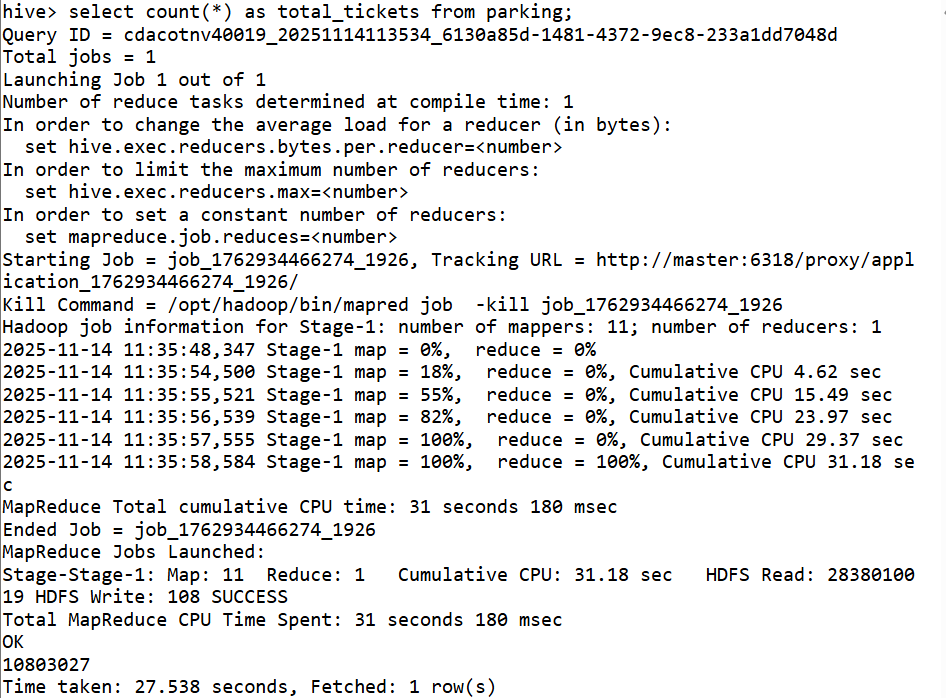 hive> select count(*) as total_tickets from parking;
Query ID = cdacotnv40019_20251114113534_6130a85d-1481-4372-9ec8-233a1dd7048d
Total jobs = 1
Launching Job 1 out of 1
Number of reduce tasks determined at compile time: 1
In order to change the average load for a reducer (in bytes):
  set hive.exec.reducers.bytes.per.reducer=<number>
In order to limit the maximum number of reducers:
  set hive.exec.reducers.max=<number>
In order to set a constant number of reducers:
  set mapreduce.job.reduces=<number>
Starting Job = job_1762934466274_1926, Tracking URL = http://master:6318/proxy/appl
ication_1762934466274_1926/
Kill Command = /opt/hadoop/bin/mapred job  -kill job_1762934466274_1926
Hadoop job information for Stage-1: number of mappers: 11; number of reducers: 1
2025-11-14 11:35:48,347 Stage-1 map = 0%,  reduce = 0%
2025-11-14 11:35:54,500 Stage-1 map = 18%,  reduce = 0%, Cumulative CPU 4.62 sec
2025-11-14 11:35:55,521 Stage-1 map = 55%,  reduce = 0%, Cumulative CPU 15.49 sec
2025-11-14 11:35:56,539 Stage-1 map = 82%,  reduce = 0%, Cumulative CPU 23.97 sec
2025-11-14 11:35:57,555 Stage-1 map = 100%,  reduce = 0%, Cumulative CPU 29.37 sec
2025-11-14 11:35:58,584 Stage-1 map = 100%,  reduce = 100%, Cumulative CPU 31.18 se
c
MapReduce Total cumulative CPU time: 31 seconds 180 msec
Ended Job = job_1762934466274_1926
MapReduce Jobs Launched:
Stage-Stage-1: Map: 11  Reduce: 1   Cumulative CPU: 31.18 sec   HDFS Read: 28380100
19 HDFS Write: 108 SUCCESS
Total MapReduce CPU Time Spent: 31 seconds 180 msec
OK
10803027
Time taken: 27.538 seconds, Fetched: 1 row(s)